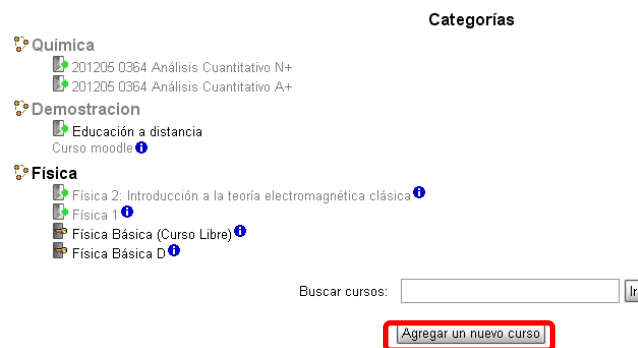 Categorías
Química
201205 0364 Análisis Cuantitativo N+
201205 0364 Análisis Cuantitativo A+
Demostracion
Educación a distancia
Curso moodle
Física
Física 2: Introducción a la teoría electromagnética clásica
Física 1
Física Básica (Curso Libre)
Física Básica D
Buscar cursos: Ir
Agregar un nuevo curso